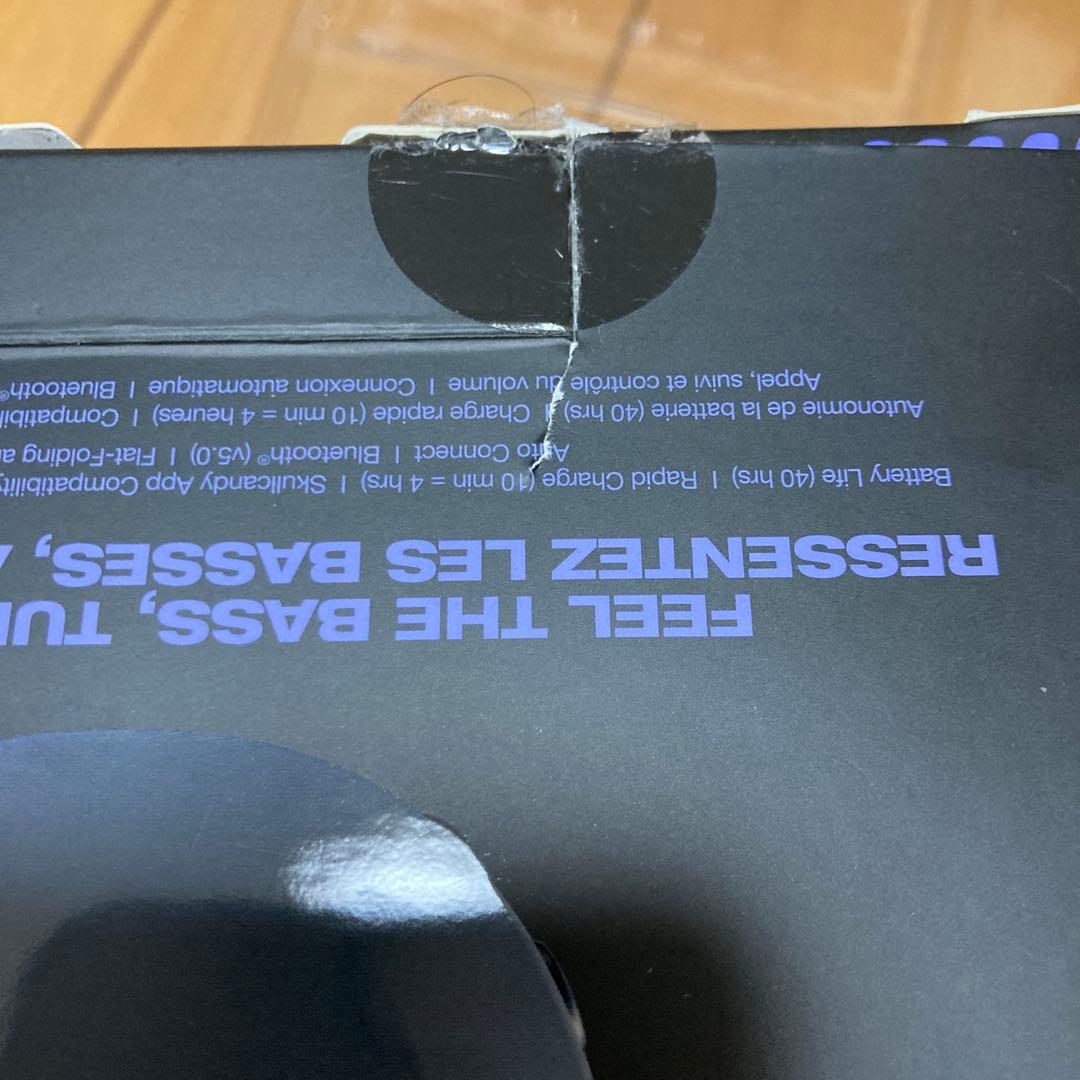 FEEL THE BASS,
RESSENTEZ LES BASSES,
Battery Life (40 hrs) | Rapid Charge (10 min = 4 hrs) | Skullcandy App Compatibility
Auto Connect | Bluetooth® (v5.0) | Flat-Folding
Autonomie de la batterie (40 hrs) | Charge rapide (10 min = 4 heures) |
Appel, suivi et contrôle du volume | Connexion automatique | Bluetooth®